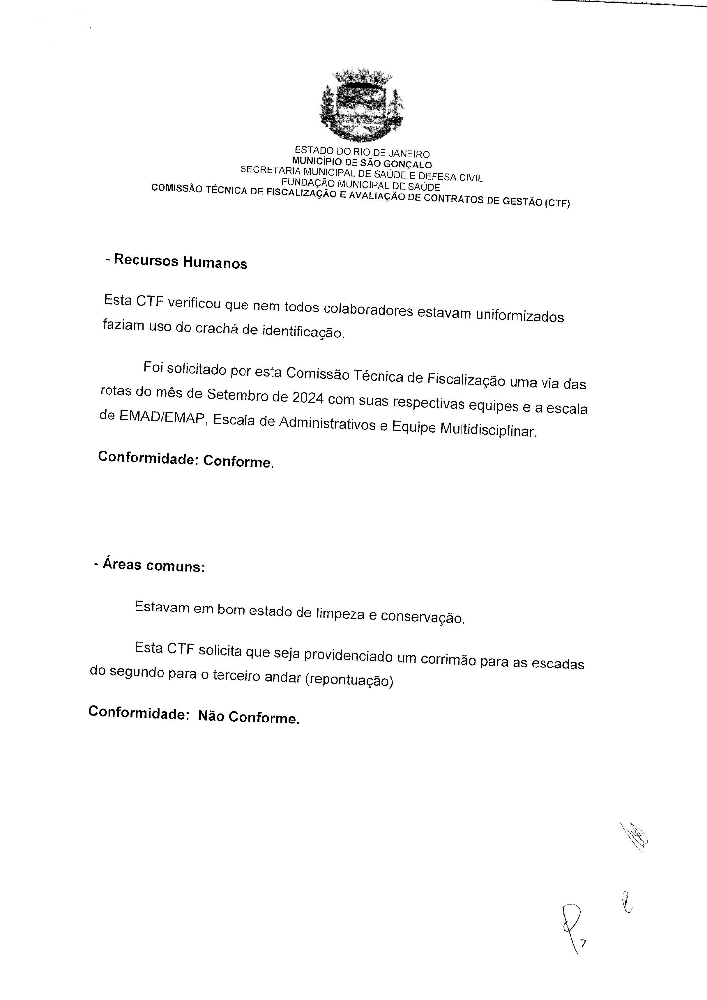 ESTADO DO RIO DE JANEIRO
MUNICÍPIO DE SÃO GONÇALO
SECRETARIA MUNICIPAL DE SAÚDE E DEFESA CIVIL
FUNDAÇÃO MUNICIPAL DE SAÚDE
COMISSÃO TÉCNICA DE FISCALIZAÇÃO E AVALIAÇÃO DE CONTRATOS DE GESTÃO (CTF)
- Recursos Humanos
Esta CTF verificou que nem todos colaboradores estavam uniformizados
faziam uso do crachá de identificação.
Foi solicitado por esta Comissão Técnica de Fiscalização uma via das
rotas do mês de Setembro de 2024 com suas respectivas equipes e a escala
de EMAD/EMAP, Escala de Administrativos e Equipe Multidisciplinar.
Conformidade: Conforme.
- Áreas comuns:
Estavam em bom estado de limpeza e conservação.
Esta CTF solicita que seja providenciado um corrimão para as escadas
do segundo para o terceiro andar (repontuação)
Conformidade: Não Conforme.
7